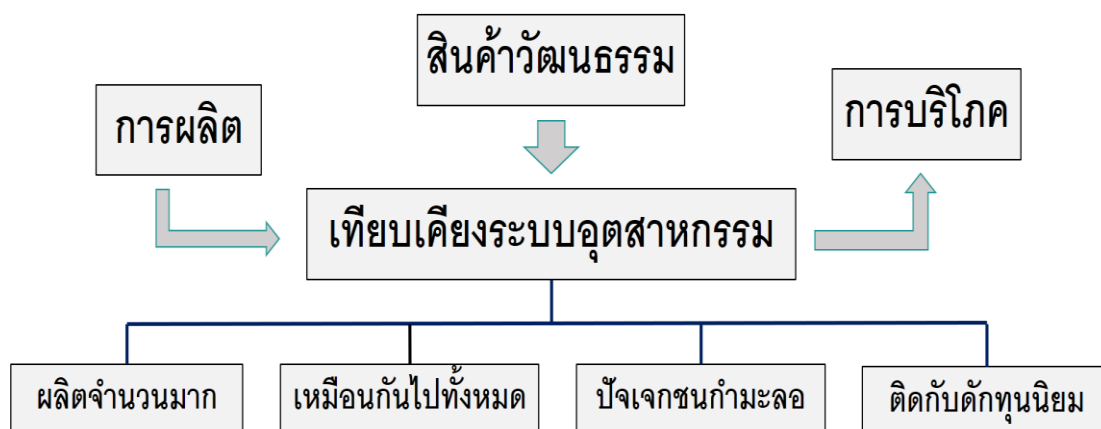 สินค้าวัฒนธรรม
การผลิต
การบริโภค
เทียบเคียงระบบอุตสาหกรรม
ผลิตจำนวนมาก
เหมือนกันไปทั้งหมด
ปัจเจกชนกำมะลอ
ติดกับดักทุนนิยม